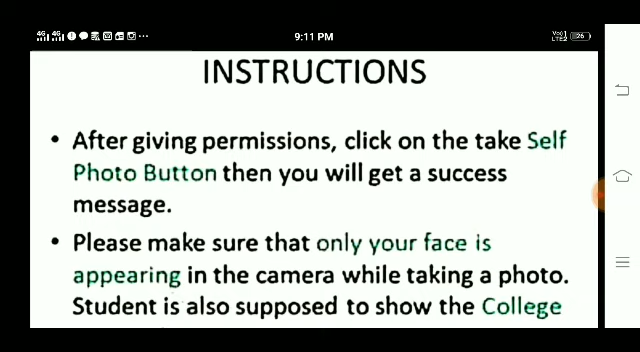 9:11 PM
26
INSTRUCTIONS
• After giving permissions, click on the take Self
Photo Button then you will get a success
message.
• Please make sure that only your face is
appearing in the camera while taking a photo.
Student is also supposed to show the College